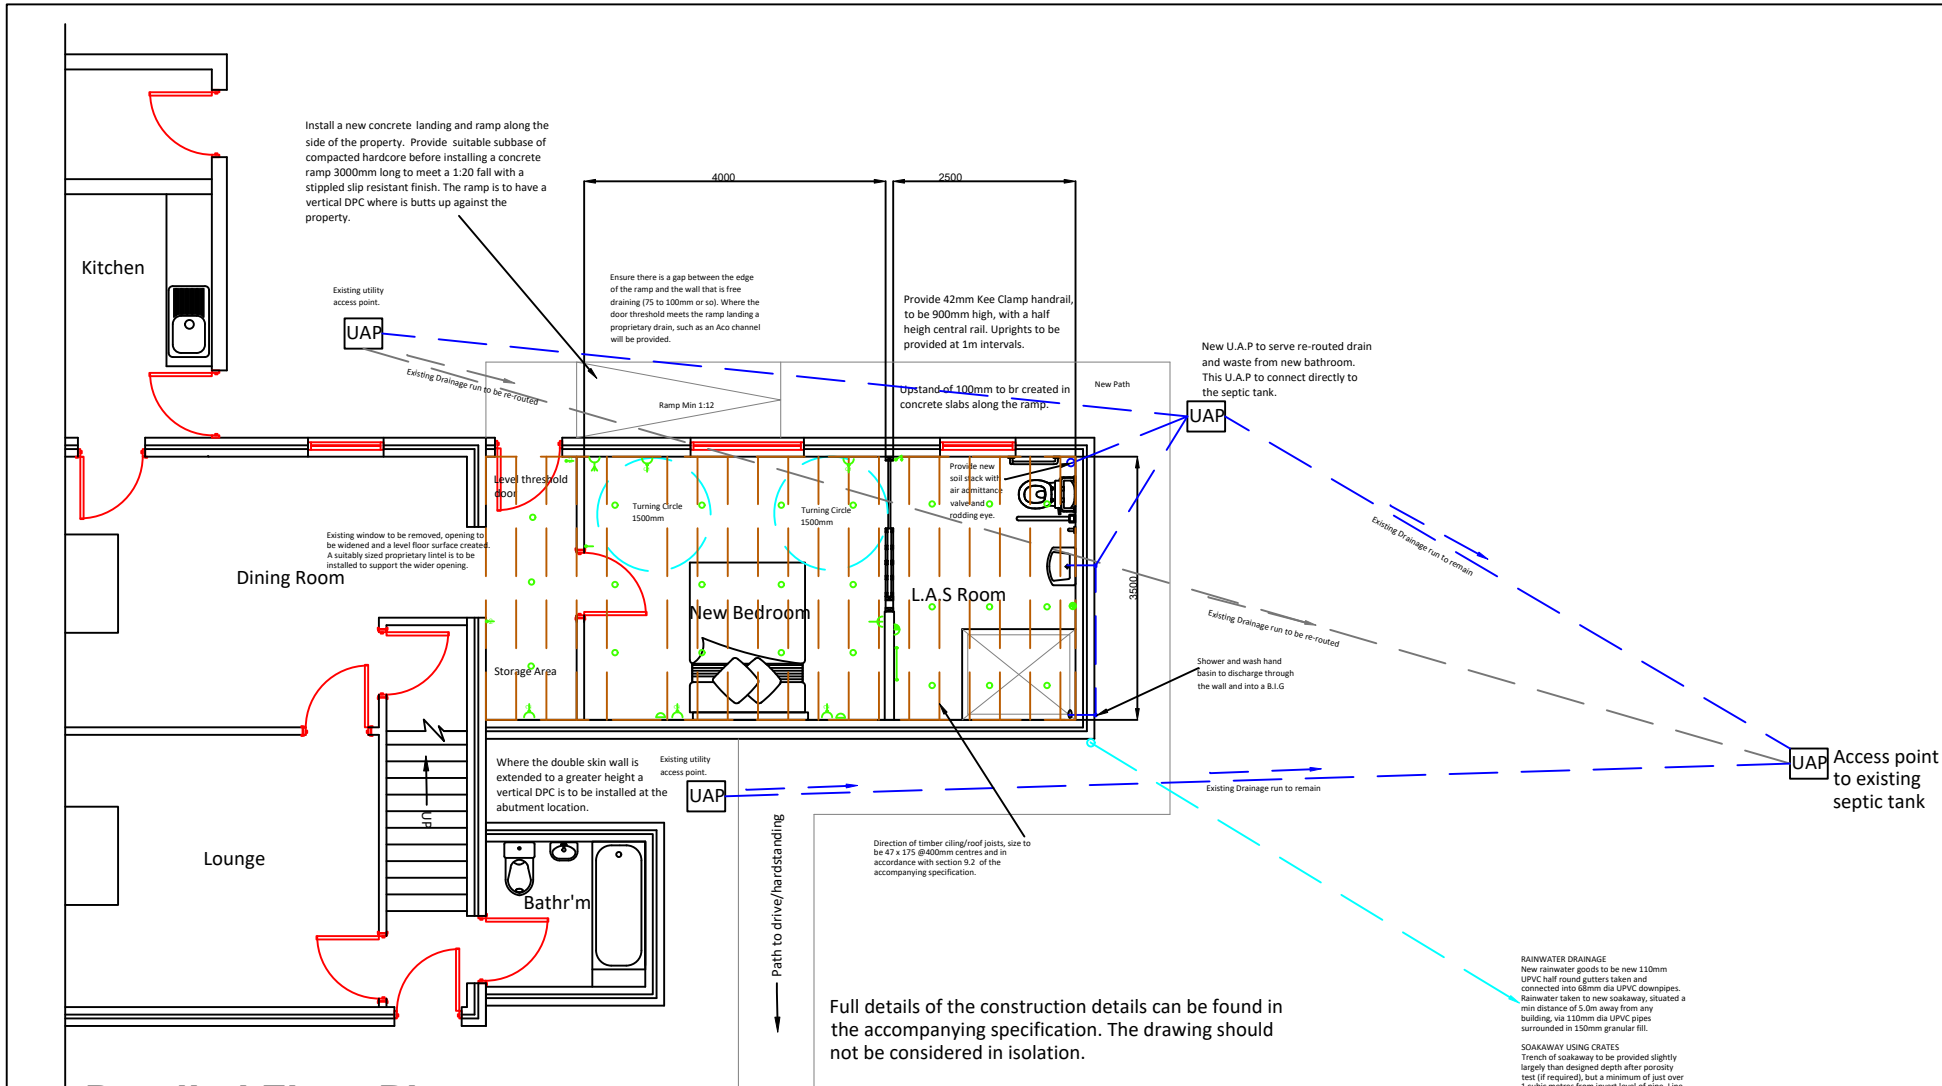 Install a new concrete landing and ramp along the
side of the property. Provide suitable subbase of
compacted hardcore before installing a concrete
ramp 3000mm long to meet a 1:20 fall with a
stippled slip resistant finish. The ramp is to have a
vertical DPC where is butts up against the
property.
4000
2500
Kitchen
Existing utility
access point.
UAP
Ensure there is a gap between the edge
of the ramp and the wall that is free
draining (75 to 100mm or so). Where the
door threshold meets the ramp landing a
proprietary drain, such as an Aco channel
will be provided.
Provide 42mm Kee Clamp handrail,
to be 900mm high, with a half
heigh central rail. Uprights to be
provided at 1m intervals.
Upstand of 100mm to br created in
concrete slabs along the ramp.
New Path
New U.A.P to serve re-routed drain
and waste from new bathroom.
This U.A.P to connect directly to
the septic tank.
UAP
Existing Drainage run to be re-routed
Ramp Min 1:12
Level threshold
door
Turning Circle
1500mm
Turning Circle
1500mm
Provide new
soil stack with
air admittance
valve and
rodding eye.
Existing window to be removed, opening to
be widened and a level floor surface created.
A suitably sized proprietary lintel is to be
installed to support the wider opening.
Dining Room
New Bedroom
L.A.S Room
3500
Existing Drainage run to remain
Existing Drainage run to be re-routed
Storage Area
Shower and wash hand
basin to discharge through
the wall and into a B.I.G
Where the double skin wall is
extended to a greater height a
vertical DPC is to be installed at the
abutment location.
Existing utility
access point.
UAP
Existing Drainage run to remain
UAP
Access point
to existing
septic tank
UP
Lounge
Bathr'm
Path to drive/hardstanding
Direction of timber ciling/roof joists, size to
be 47 x 175 @400mm centres and in
accordance with section 9.2 of the
accompanying specification.
Full details of the construction details can be found in
the accompanying specification. The drawing should
not be considered in isolation.
RAINWATER DRAINAGE
New rainwater goods to be new 110mm
UPVC half round gutters taken and
connected into 68mm dia UPVC downpipes.
Rainwater taken to new soakaway, situated a
min distance of 5.0m away from any
building, via 110mm dia UPVC pipes
surrounded in 150mm granular fill.
SOAKAWAY USING CRATES
Trench of soakaway to be provided slightly
largely than designed depth after porosity
test (if required), but a minimum of just over